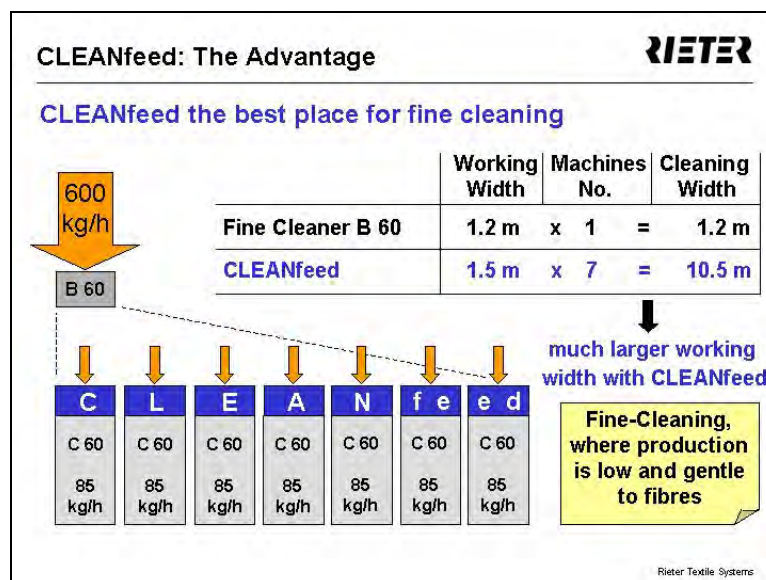 CLEANfeed: The Advantage
RIETER
CLEANfeed the best place for fine cleaning
Working Width Machines No. Cleaning Width
Fine Cleaner B 60 1.2 m x 1 = 1.2 m
CLEANfeed 1.5 m x 7 = 10.5 m
600
kg/h
B 60
much larger working
width with CLEANfeed
C L E A N f e e d
C 60 C 60 C 60 C 60 C 60 C 60 C 60
85 85 85 85 85 85 85
kg/h kg/h kg/h kg/h kg/h kg/h kg/h
Fine-Cleaning,
where production
is low and gentle
to fibres
Rieter Textile Systems